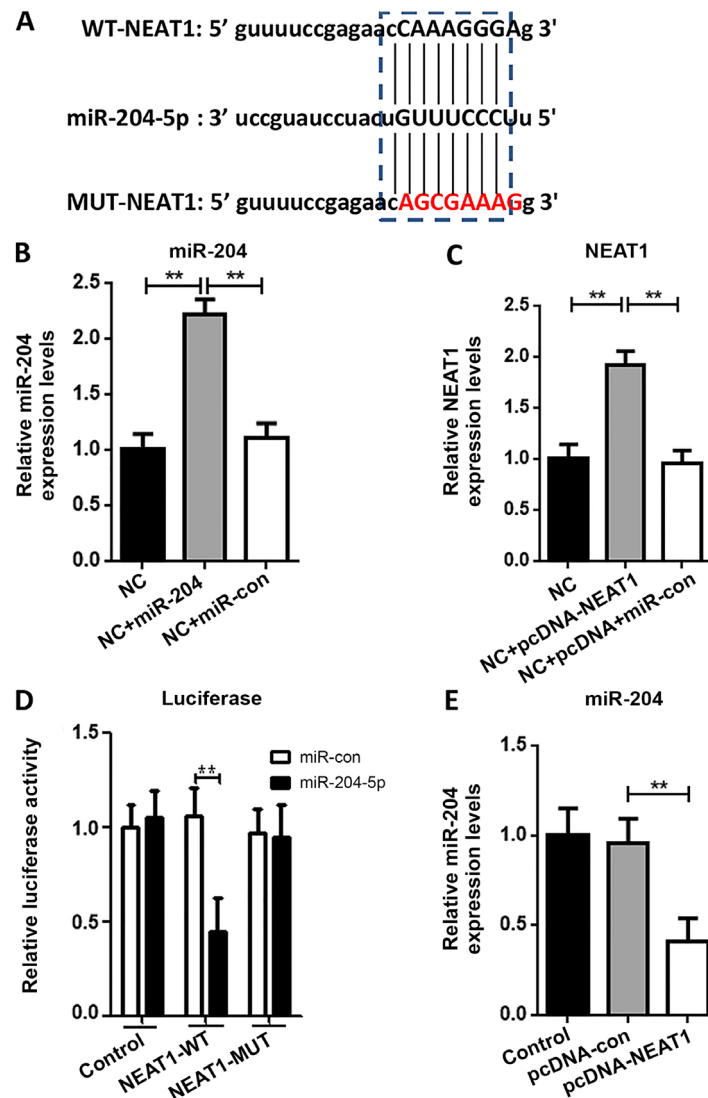 A
WT-NEAT1: 5' guuuuccgagaacCAAAGGGAg 3'
miR-204-5p : 3' uccguauccuacuGUUUCCCUu 5'
MUT-NEAT1: 5' guuuuccgagaacAGCGAAAGg 3'
B
miR-204
** **
Relative miR-204
expression levels
2.5
2.0
1.5
1.0
0.5
0.0
NC
NC+miR-204
NC+miR-con
C
NEAT1
** **
Relative NEAT1
expression levels
2.5
2.0
1.5
1.0
0.5
0.0
NC
NC+pcDNA-NEAT1
NC+pcDNA+miR-con
D
Luciferase
Relative luciferase activity
1.5
1.0
0.5
0.0
**
miR-con
miR-204-5p
Control
NEAT1-WT
NEAT1-MUT
E
miR-204
**
Relative miR-204
expression levels
1.5
1.0
0.5
0.0
Control
pcDNA-con
pcDNA-NEAT1